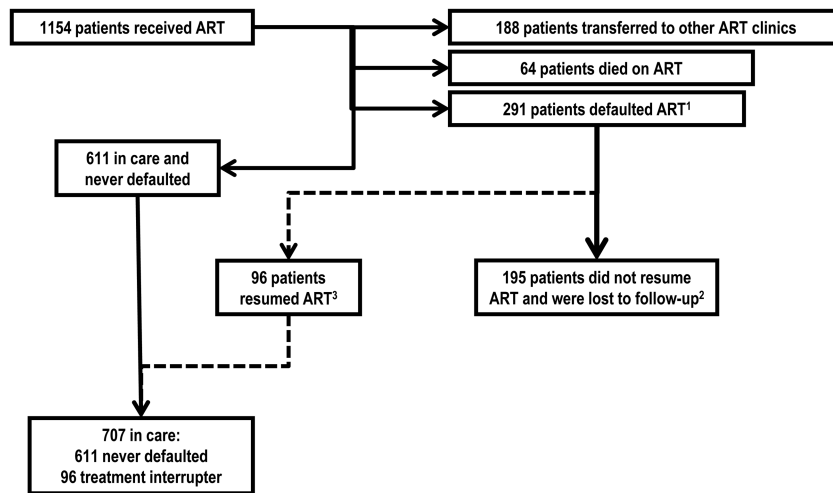 1154 patients received ART
188 patients transferred to other ART clinics
64 patients died on ART
291 patients defaulted ART¹
611 in care and
never defaulted
96 patients
resumed ART³
195 patients did not resume
ART and were lost to follow-up²
707 in care:
611 never defaulted
96 treatment interrupter